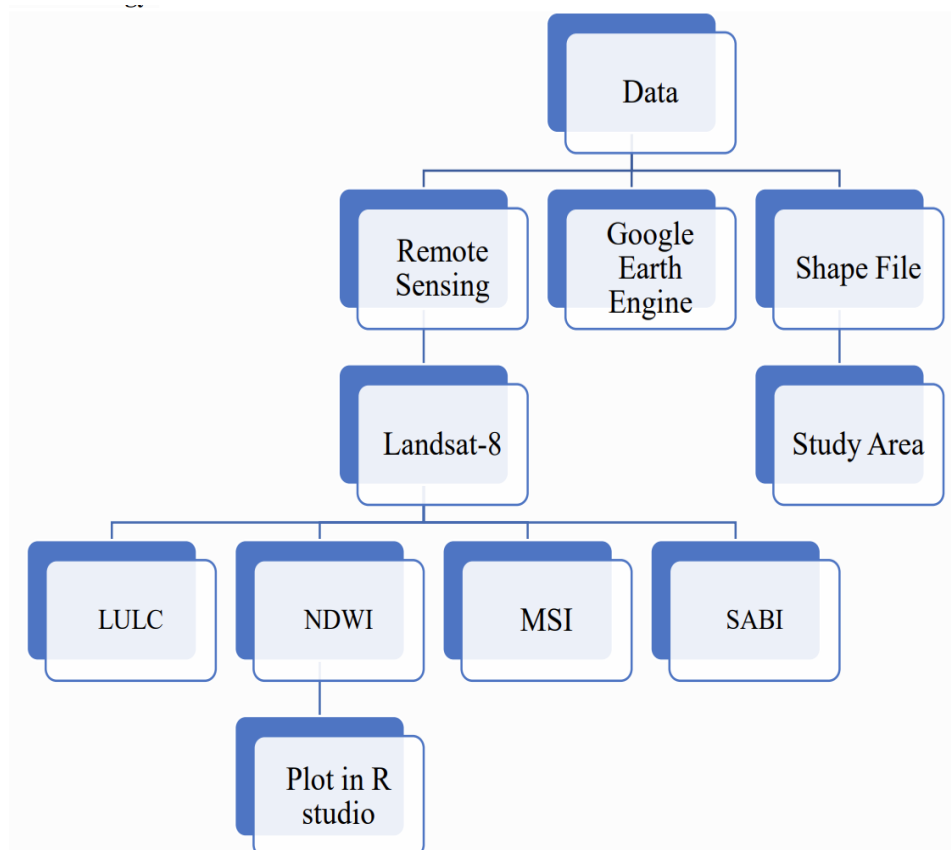 Data
Remote
Sensing
Google
Earth
Engine
Shape File
Landsat-8
Study Area
LULC
NDWI
MSI
SABI
Plot in R
studio